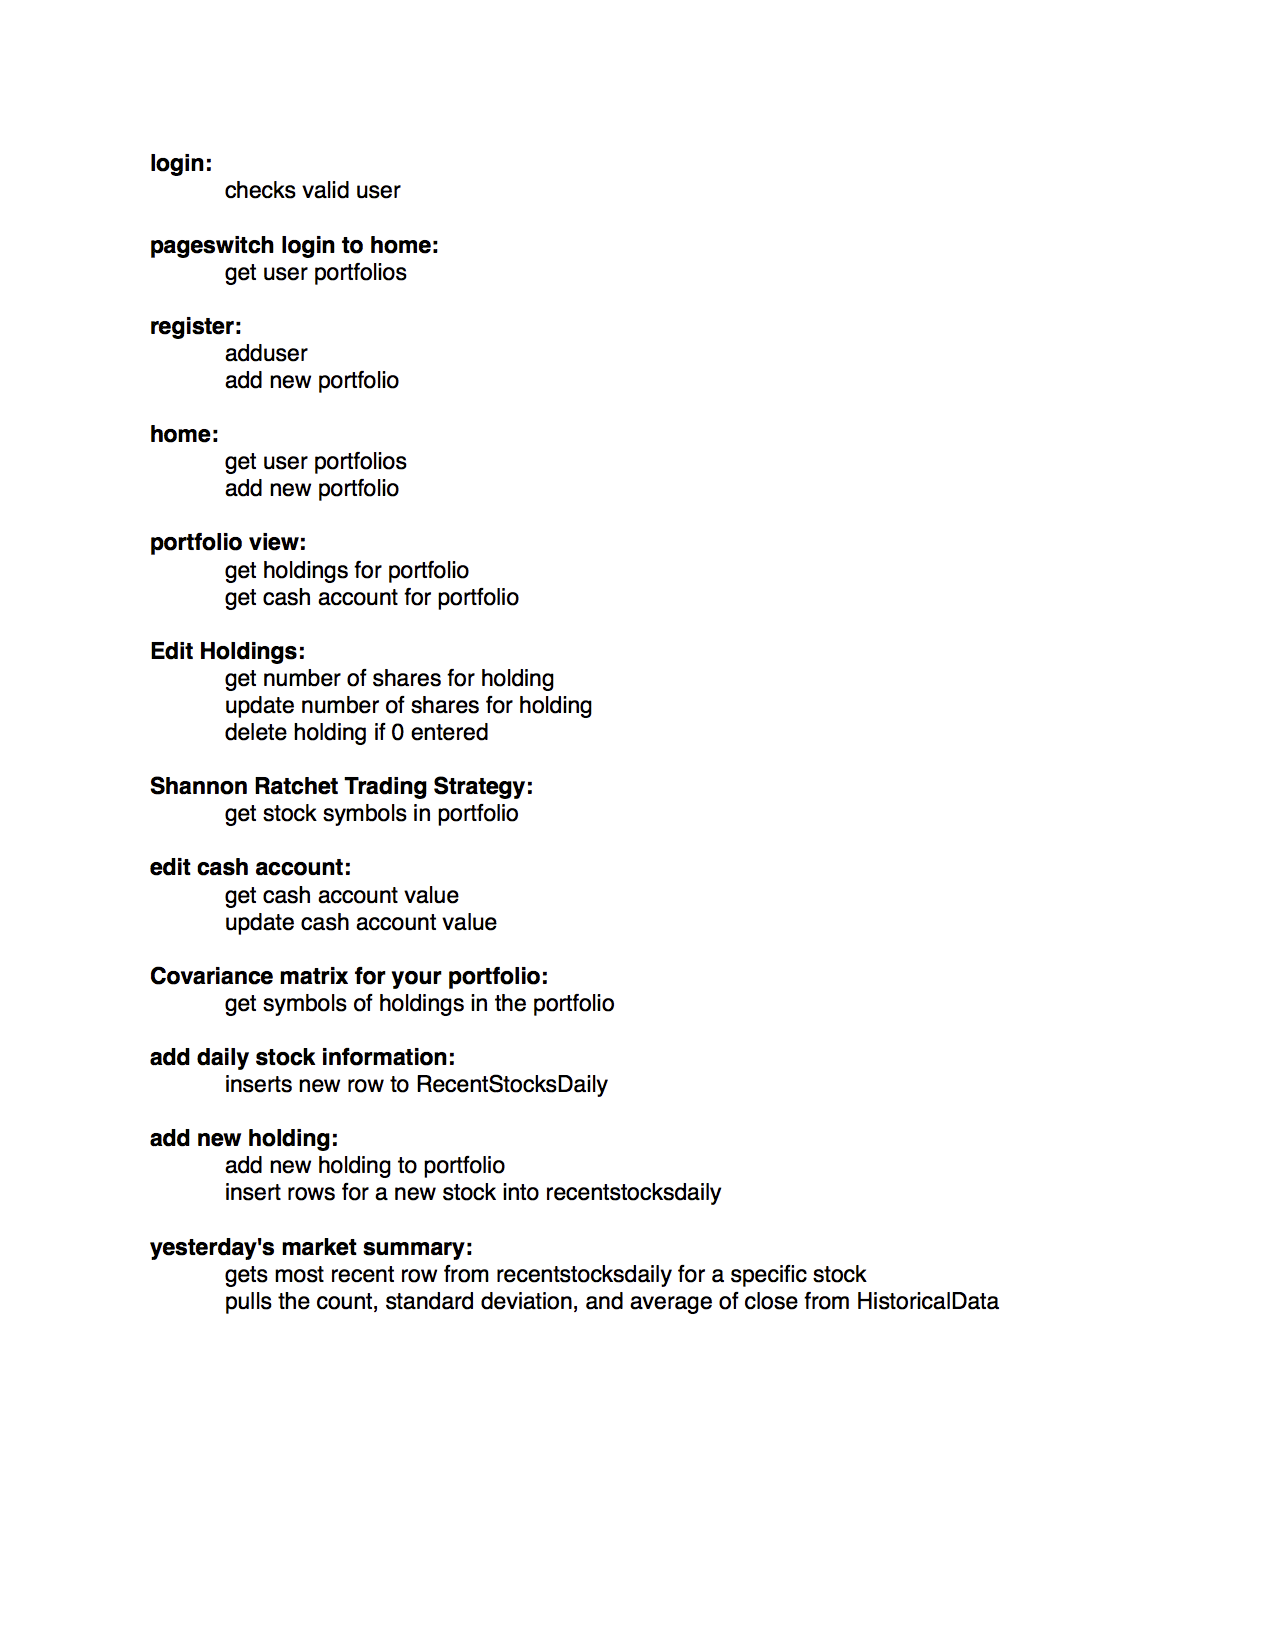 login:
checks valid user
pageswitch login to home:
get user portfolios
register:
adduser
add new portfolio
home:
get user portfolios
add new portfolio
portfolio view:
get holdings for portfolio
get cash account for portfolio
Edit Holdings:
get number of shares for holding
update number of shares for holding
delete holding if 0 entered
Shannon Ratchet Trading Strategy:
get stock symbols in portfolio
edit cash account:
get cash account value
update cash account value
Covariance matrix for your portfolio:
get symbols of holdings in the portfolio
add daily stock information:
inserts new row to RecentStocksDaily
add new holding:
add new holding to portfolio
insert rows for a new stock into recentstocksdaily
yesterday's market summary:
gets most recent row from recentstocksdaily for a specific stock
pulls the count, standard deviation, and average of close from HistoricalData